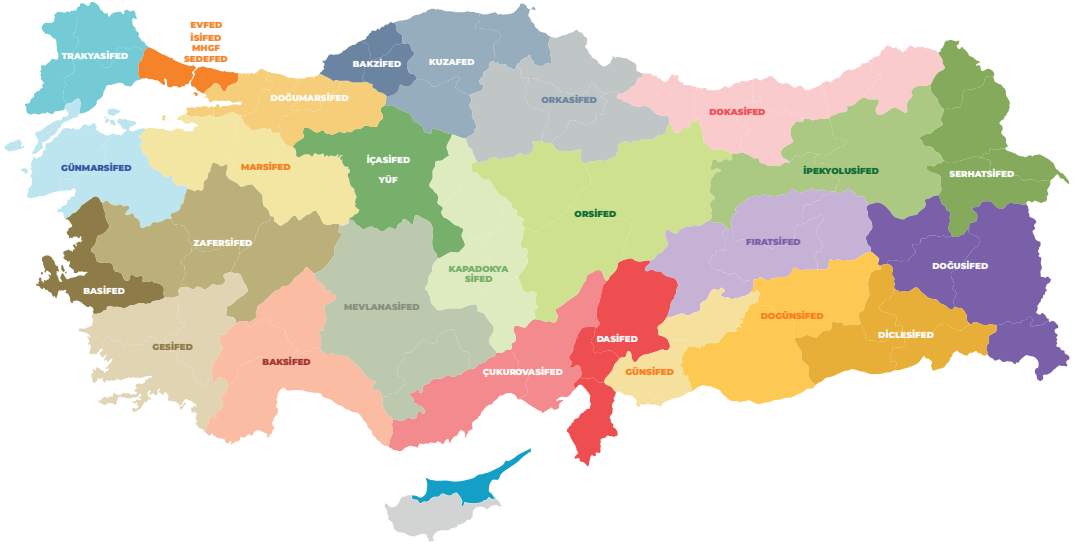 EVFED
İSİFED
MHGF
SEDEFED
TRAKYASİFED
BAKZİFED
KUZAFED
DOĞUMARSİFED
ORKASİFED
DOKASİFED
GÜNMARSİFED
MARSİFED
İÇASİFED
YÜF
İPEKYOLUSİFED
SERHATSİFED
ORSİFED
ZAFERSİFED
FIRATSİFED
KAPADOKYA
SİFED
DOĞUSİFED
BASİFED
MEVLANASİFED
DOGÜNSİFED
GESİFED
BAKSİFED
DASİFED
DİCLESİFED
ÇUKUROVASİFED
GÜNSİFED